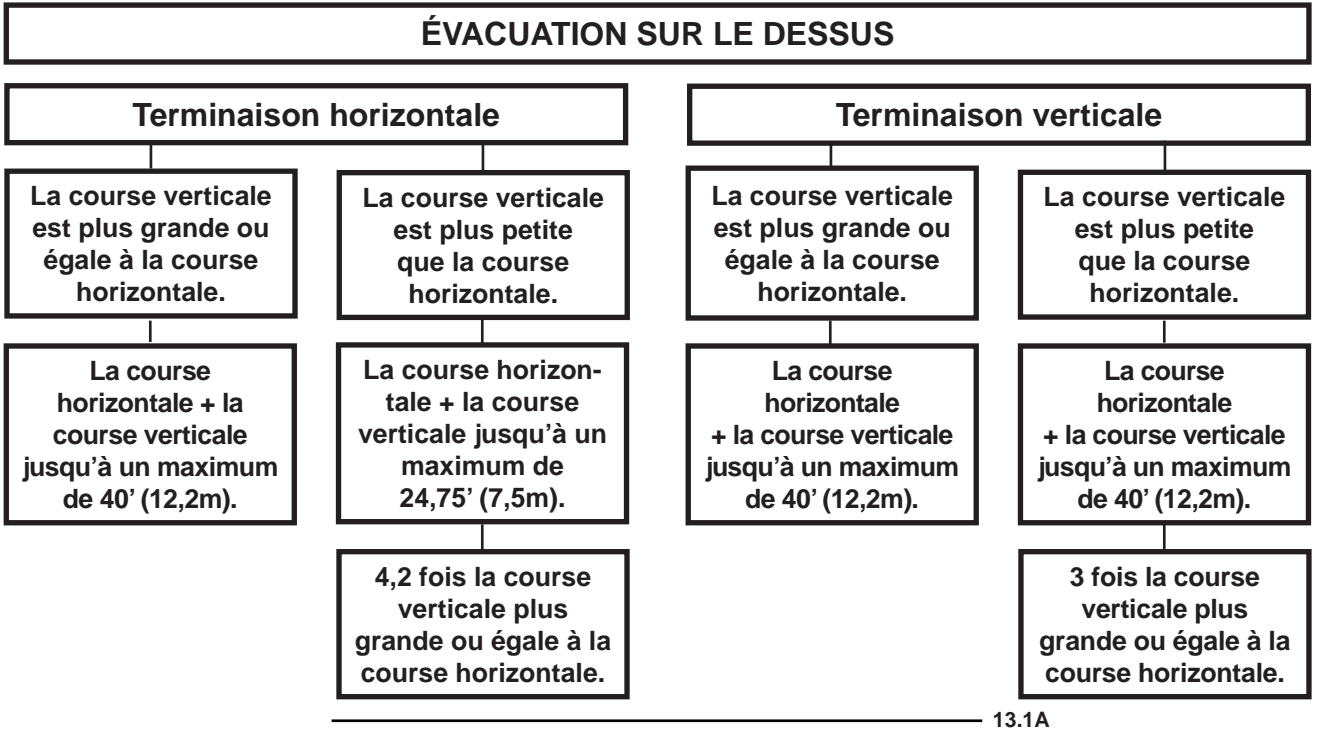 ÉVACUATION SUR LE DESSUS
Terminaison horizontale
La course verticale
est plus grande ou
égale à la course
horizontale.
La course
horizontale + la
course verticale
jusqu’à un maximum
de 40’ (12,2m).
La course verticale
est plus petite
que la course
horizontale.
La course horizon-
tale + la course
verticale jusqu’à un
maximum de
24,75’ (7,5m).
4,2 fois la course
verticale plus
grande ou égale à la
course horizontale.
Terminaison verticale
La course verticale
est plus grande ou
égale à la course
horizontale.
La course
horizontale
+ la course verticale
jusqu’à un maximum
de 40’ (12,2m).
La course verticale
est plus petite
que la course
horizontale.
La course
horizontale
+ la course verticale
jusqu’à un maximum
de 40’ (12,2m).
3 fois la course
verticale plus
grande ou égale à la
course horizontale.
13.1A